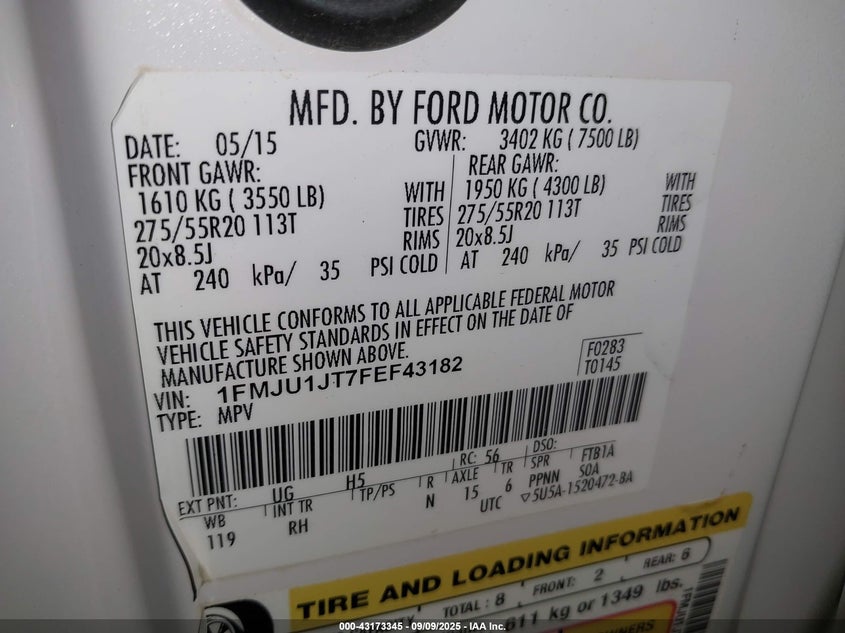 MFD. BY FORD MOTOR CO.
DATE: 05/15 GVWR: 3402 KG ( 7500 LB)
FRONT GAWR: REAR GAWR:
1610 KG ( 3550 LB) WITH 1950 KG ( 4300 LB) WITH
275/55R20 113T TIRES 275/55R20 113T TIRES
20x8.5J RIMS 20x8.5J RIMS
AT 240 kPa/ 35 PSI COLD AT 240 kPa/ 35 PSI COLD
THIS VEHICLE CONFORMS TO ALL APPLICABLE FEDERAL MOTOR
VEHICLE SAFETY STANDARDS IN EFFECT ON THE DATE OF
MANUFACTURE SHOWN ABOVE.
F0283
T0145
VIN: 1FMJU1JT7FEF43182
TYPE: MPV
EXT PNT: UG H5 RC: 56 DSO:
WB INT TR TP/PS R AXLE TR SPR FTB1A
119 RH N 15 6 PPNN SOA
UTC ▽5U5A-1520472-BA
TIRE AND LOADING INFORMATION
TOTAL : 8 FRONT: 2 REAR: 6
611 kg or 1349 lbs.
000-43173345 - 09/09/2025 - IAA Inc.